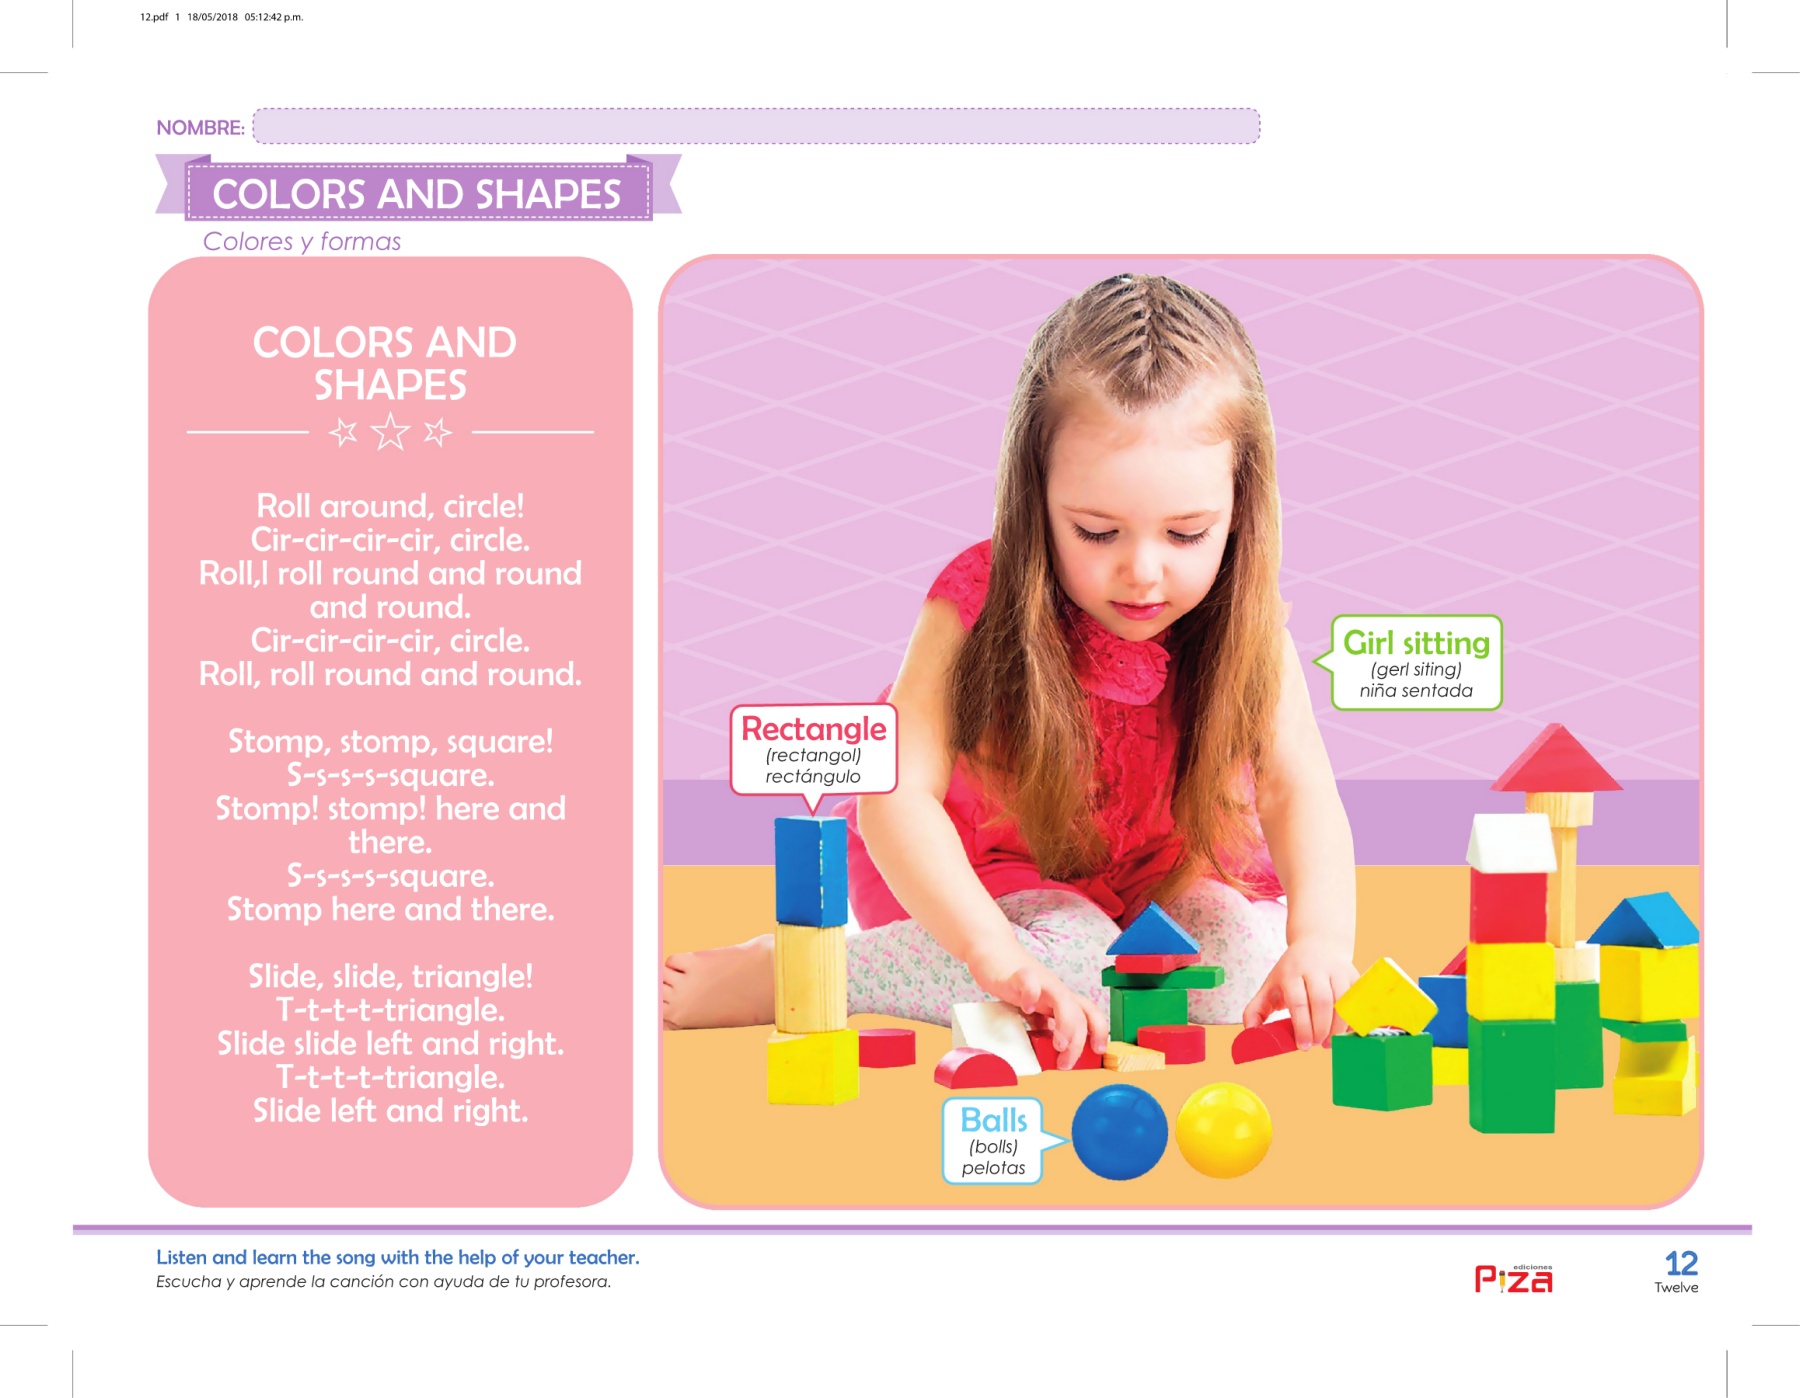 12.pdf 1 18/05/2018 05:12:42 p.m.
NOMBRE:
COLORS AND SHAPES
Colores y formas
COLORS AND
SHAPES
Roll around, circle!
Cir-cir-cir-cir, circle.
Roll,l roll round and round
and round.
Cir-cir-cir-cir, circle.
Roll, roll round and round.
Stomp, stomp, square!
S-s-s-s-square.
Stomp! stomp! here and
there.
S-s-s-s-square.
Stomp here and there.
Slide, slide, triangle!
T-t-t-t-triangle.
Slide slide left and right.
T-t-t-t-triangle.
Slide left and right.
Girl sitting
(gerl siting)
niña sentada
Rectangle
(rectangol)
rectángulo
Balls
(bolls)
pelotas
Listen and learn the song with the help of your teacher.
Escucha y aprende la canción con ayuda de tu profesora.
ediciones
Piza
12
Twelve